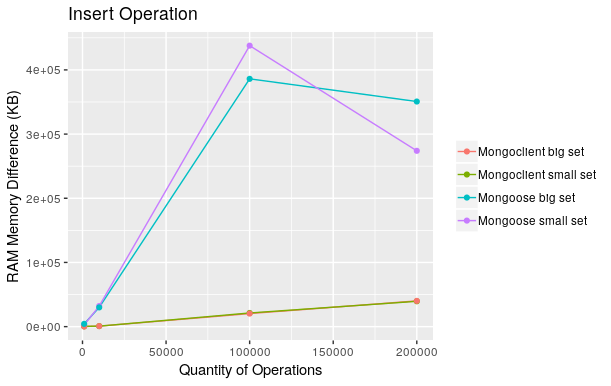 Insert Operation
RAM Memory Difference (KB)
4e+05
3e+05
2e+05
1e+05
0e+00
0 50000 100000 150000 200000
Quantity of Operations
Mongoclient big set
Mongoclient small set
Mongoose big set
Mongoose small set